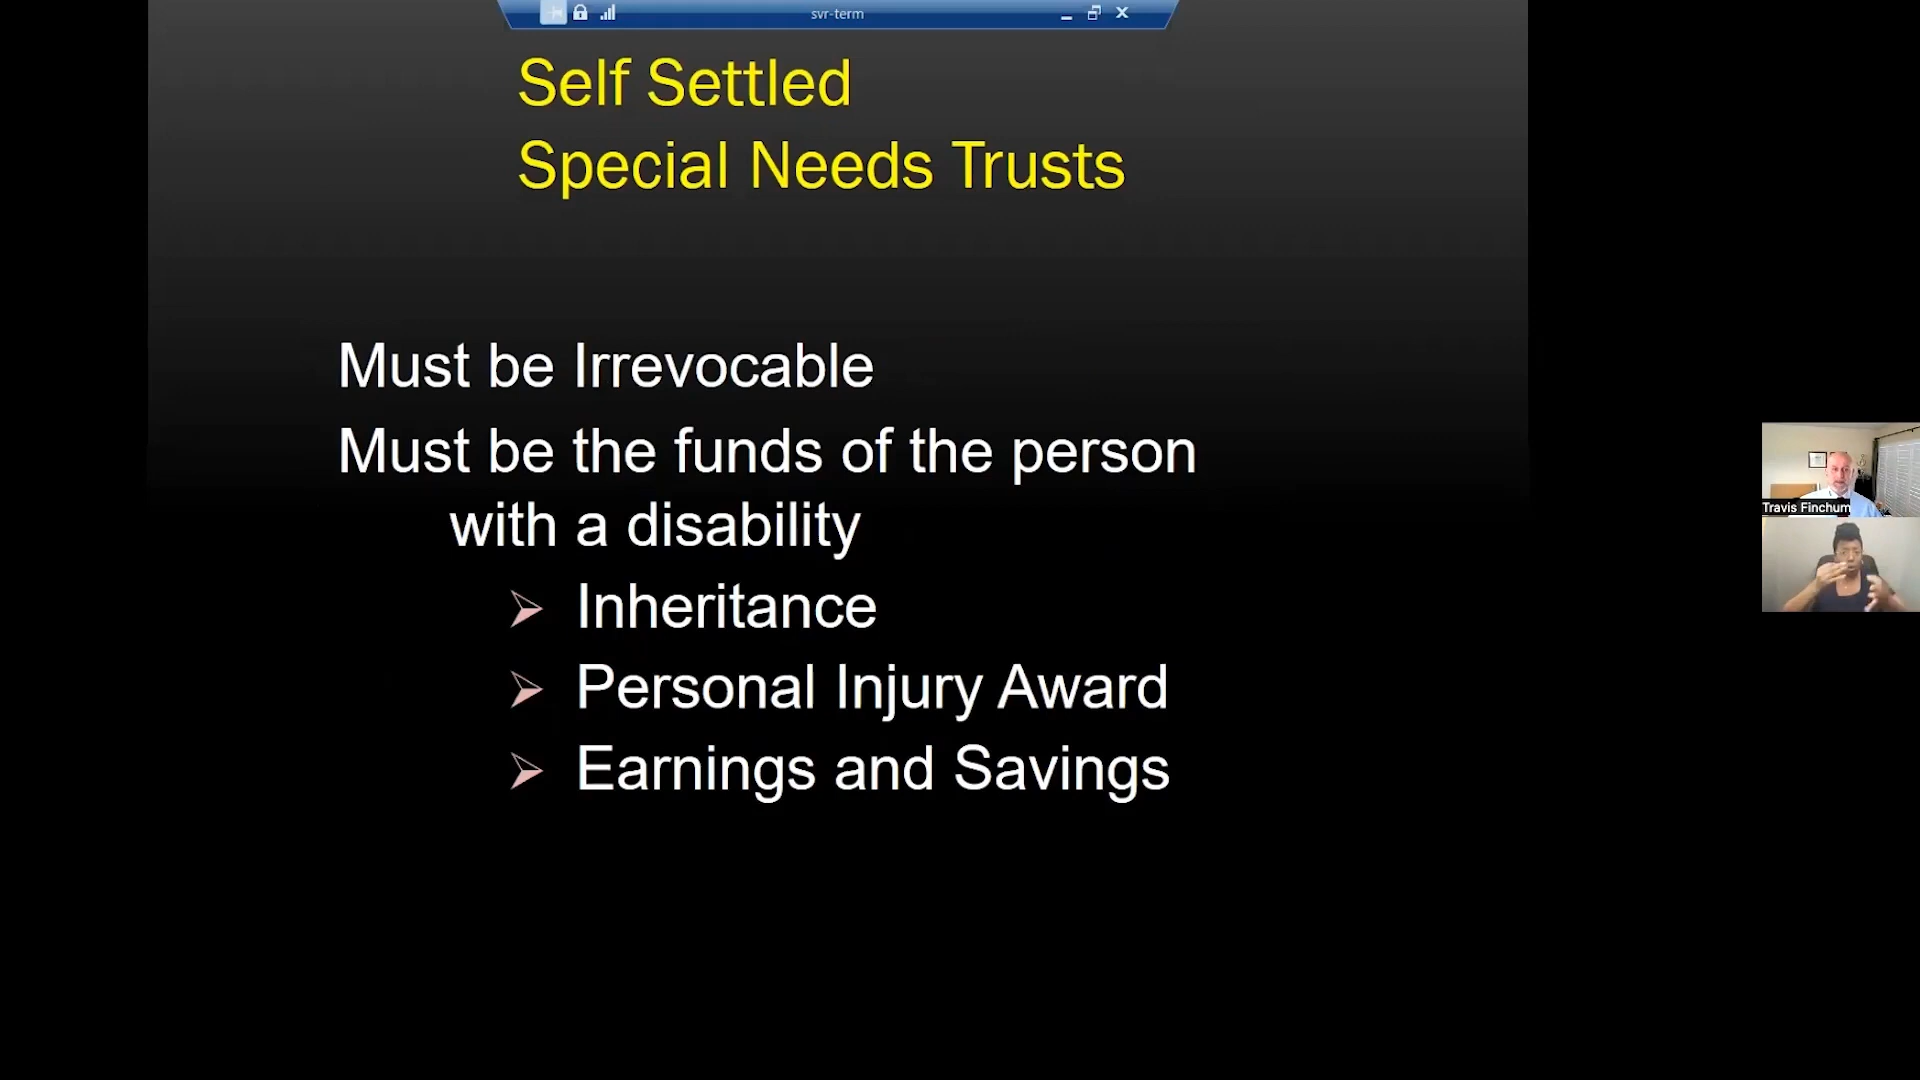 svr-term
Self Settled
Special Needs Trusts
Must be Irrevocable
Must be the funds of the person
with a disability
Inheritance
Personal Injury Award
Earnings and Savings
Travis Finchum